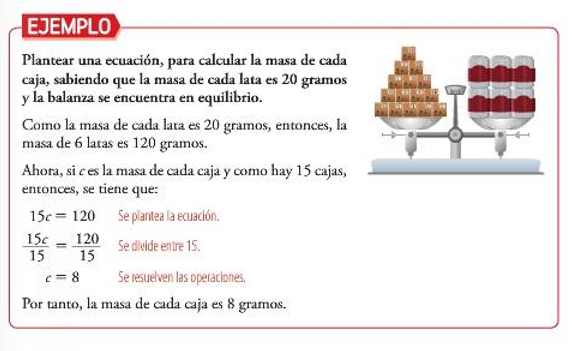 EJEMPLO
Plantear una ecuación, para calcular la masa de cada
caja, sabiendo que la masa de cada lata es 20 gramos
y la balanza se encuentra en equilibrio.
Como la masa de cada lata es 20 gramos, entonces, la
masa de 6 latas es 120 gramos.
Ahora, si c es la masa de cada caja y como hay 15 cajas,
entonces, se tiene que:
15c = 120 Se plantea la ecuación.
15c/15 = 120/15 Se divide entre 15.
c = 8 Se resuelven las operaciones.
Por tanto, la masa de cada caja es 8 gramos.